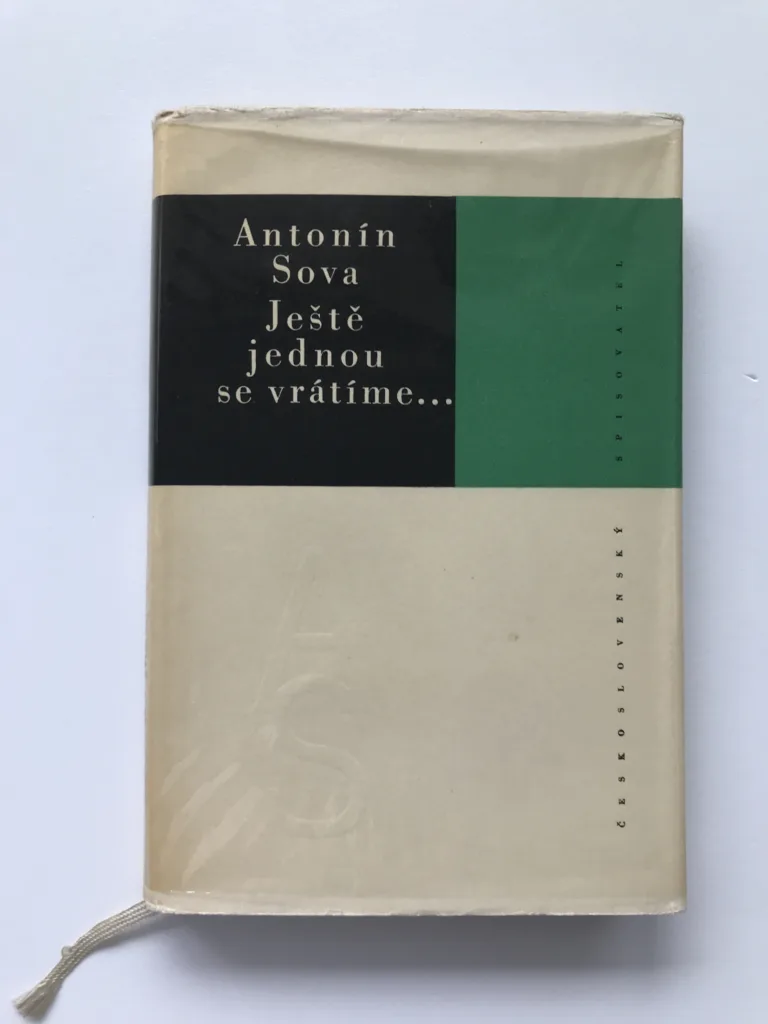 Antonín
Sova
Ještě
jednou
se vrátíme...
ČESKOSLOVENSKÝ SPISOVATEL
A
S